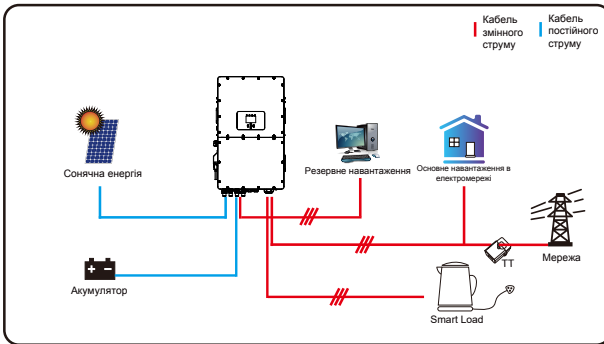 Кабель
змінного
струму
Кабель
постійного
струму
Сонячна енергія
Резервне навантаження
Основне навантаження в
електромережі
ТТ
Мережа
Акумулятор
Smart Load